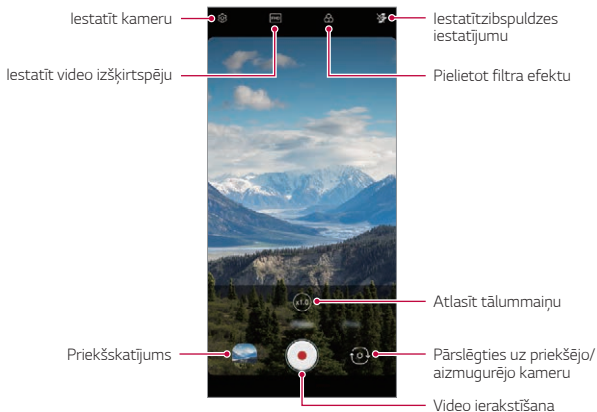 Iestatīt kameru
Iestatītzibspuldzes
iestatījumu
Iestatīt video izšķirtspēju
Pielietot filtra efektu
x1.0
Atlasīt tālummaiņu
Priekšskatījums
Pārslēgties uz priekšējo/
aizmugurējo kameru
Video ierakstīšana